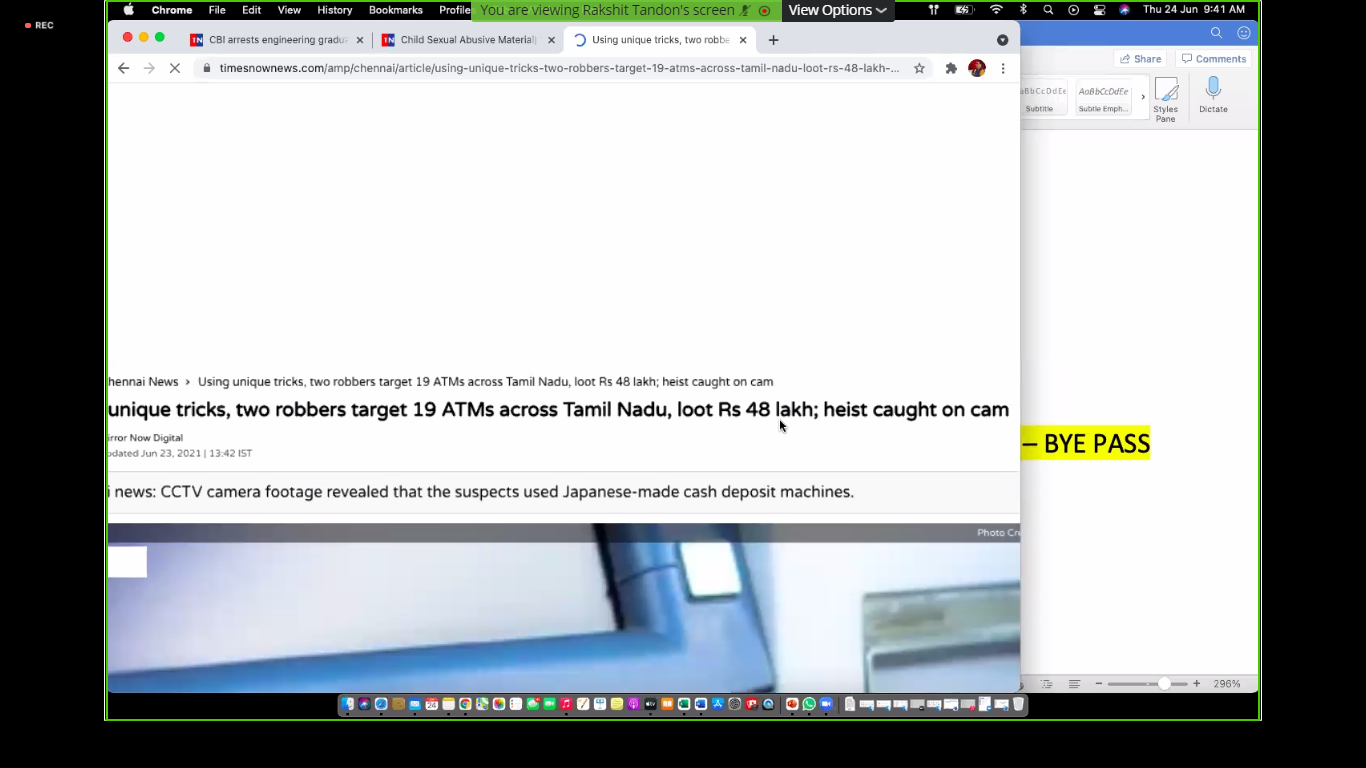 REC
Chrome File Edit View History Bookmarks Profile
You are viewing Rakshit Tandon's screen
View Options
Thu 24 Jun 9:41 AM
CBI arrests engineering gradu
Child Sexual Abusive Material
Using unique tricks, two robbe
timesnownews.com/amp/chennai/article/using-unique-tricks-two-robbers-target-19-atms-across-tamil-nadu-loot-rs-48-lakh-...
Share
Comments
aBbCcDdEe
AaBbCcDdEe
Subtitle
Subtle Emph...
Styles
Pane
Dictate
hennai News › Using unique tricks, two robbers target 19 ATMs across Tamil Nadu, loot Rs 48 lakh; heist caught on cam
unique tricks, two robbers target 19 ATMs across Tamil Nadu, loot Rs 48 lakh; heist caught on cam
irror Now Digital
dated Jun 23, 2021 | 13:42 IST
– BYE PASS
i news: CCTV camera footage revealed that the suspects used Japanese-made cash deposit machines.
Photo Cre
296%